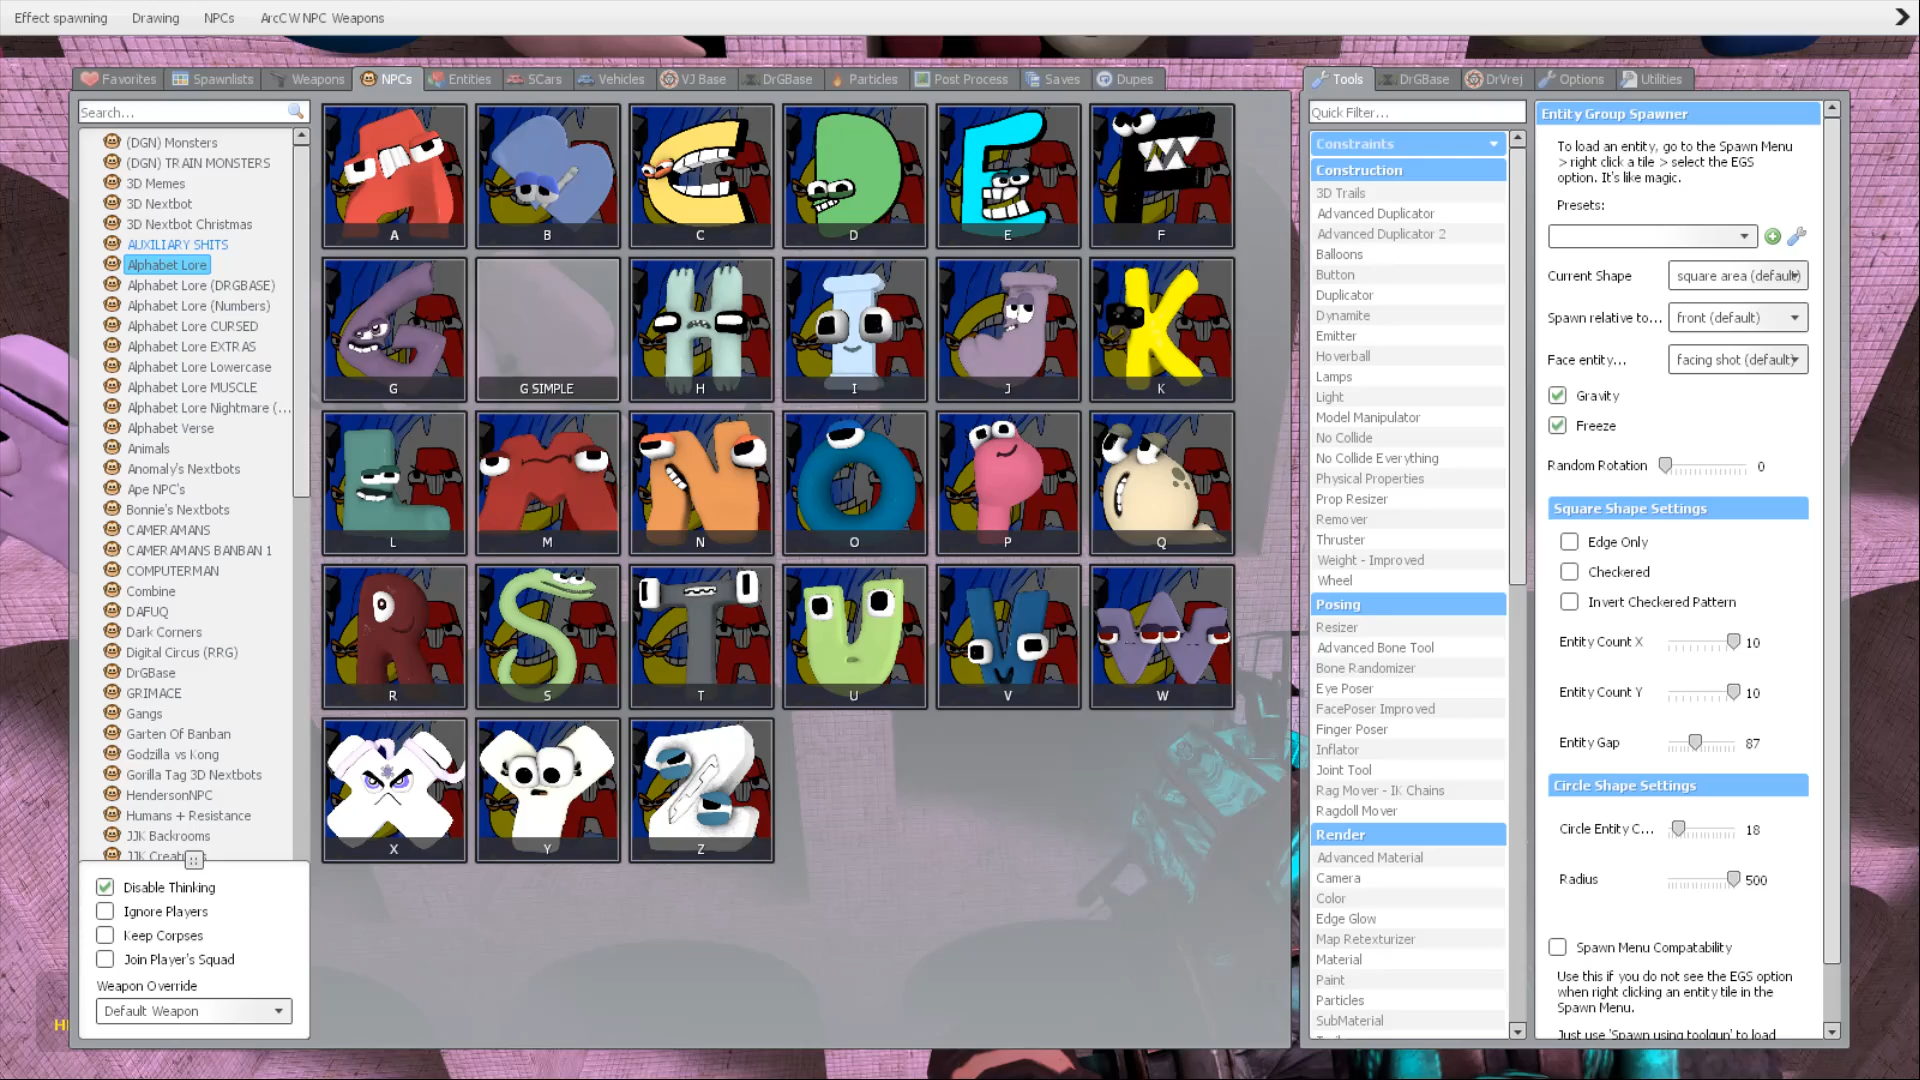 Effect spawning Drawing NPCs ArcCW NPC Weapons
Favorites Spawnlists Weapons NPCs Entities SCars Vehicles VJ Base DrGBase Particles Post Process Saves Dupes
Search...
(DGN) Monsters
(DGN) TRAIN MONSTERS
3D Memes
3D Nextbot
3D Nextbot Christmas
AUXILIARY SHITS
Alphabet Lore
Alphabet Lore (DRGBASE)
Alphabet Lore (Numbers)
Alphabet Lore CURSED
Alphabet Lore EXTRAS
Alphabet Lore Lowercase
Alphabet Lore MUSCLE
Alphabet Lore Nightmare (...
Alphabet Verse
Animals
Anomaly's Nextbots
Ape NPC's
Bonnie's Nextbots
CAMERAMANS
CAMERAMANS BANBAN 1
COMPUTERMAN
Combine
DAFUQ
Dark Corners
Digital Circus (RRG)
DrGBase
GRIMACE
Gangs
Garten Of Banban
Godzilla vs Kong
Gorilla Tag 3D Nextbots
HendersonNPC
Humans + Resistance
JJK Backrooms
Disable Thinking
Ignore Players
Keep Corpses
Join Player's Squad
Weapon Override
Default Weapon
A B C D E F
G G SIMPLE H I J K
L M N O P Q
R S T U V W
X Y Z
Tools DrGBase DrVrej Options Utilities
Quick Filter...
Constraints
Construction
3D Trails
Advanced Duplicator
Advanced Duplicator 2
Balloons
Button
Duplicator
Dynamite
Emitter
Hoverball
Lamps
Light
Model Manipulator
No Collide
No Collide Everything
Physical Properties
Prop Resizer
Remover
Thruster
Weight - Improved
Wheel
Posing
Resizer
Advanced Bone Tool
Bone Randomizer
Eye Poser
FacePoser Improved
Finger Poser
Inflator
Joint Tool
Rag Mover - IK Chains
Ragdoll Mover
Render
Advanced Material
Camera
Color
Edge Glow
Map Retexturizer
Material
Paint
Particles
SubMaterial
Entity Group Spawner
To load an entity, go to the Spawn Menu
> right click a tile > select the EGS
option. It's like magic.
Presets:
Current Shape square area (default)
Spawn relative to... front (default)
Face entity... facing shot (default)
Gravity
Freeze
Random Rotation 0
Square Shape Settings
Edge Only
Checkered
Invert Checkered Pattern
Entity Count X 10
Entity Count Y 10
Entity Gap 87
Circle Shape Settings
Circle Entity C... 18
Radius 500
Spawn Menu Compatability
Use this if you do not see the EGS option
when right clicking an entity tile in the
Spawn Menu.
Just use 'Spawn using toolgun' to load